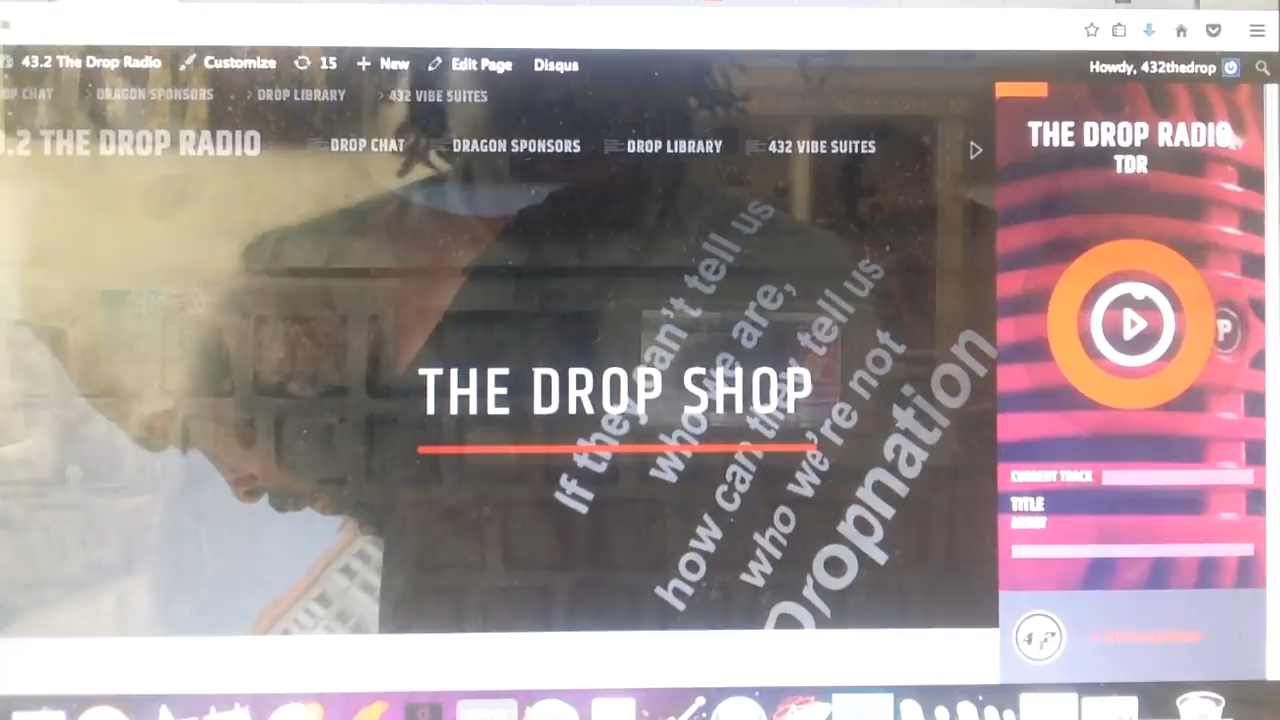 43.2 The Drop Radio Customize 15 New Edit Page Disqus Howdy, 432thedrop
OP CHAT DRAGON SPONSORS DROP LIBRARY 432 VIBE SUITES
.2 THE DROP RADIO DROP CHAT DRAGON SPONSORS DROP LIBRARY 432 VIBE SUITES
THE DROP RADIO
TDR
THE DROP SHOP
If they can't tell us
who we are,
how can they tell us
who we're not
Dropnation
P
CURRENT TRACK
TITLE
ARTIST